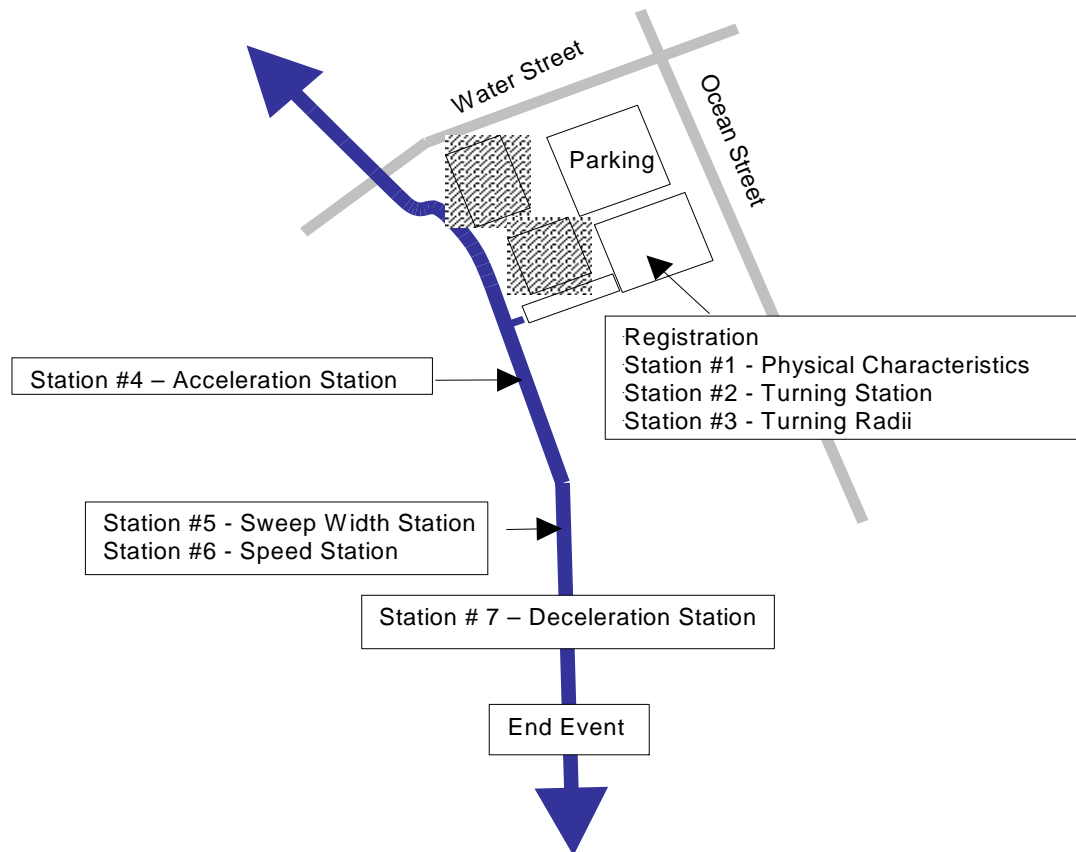 Water Street
Ocean Street
Parking
Registration
Station #1 - Physical Characteristics
Station #2 - Turning Station
Station #3 - Turning Radii
Station #4 – Acceleration Station
Station #5 - Sweep Width Station
Station #6 - Speed Station
Station # 7 – Deceleration Station
End Event